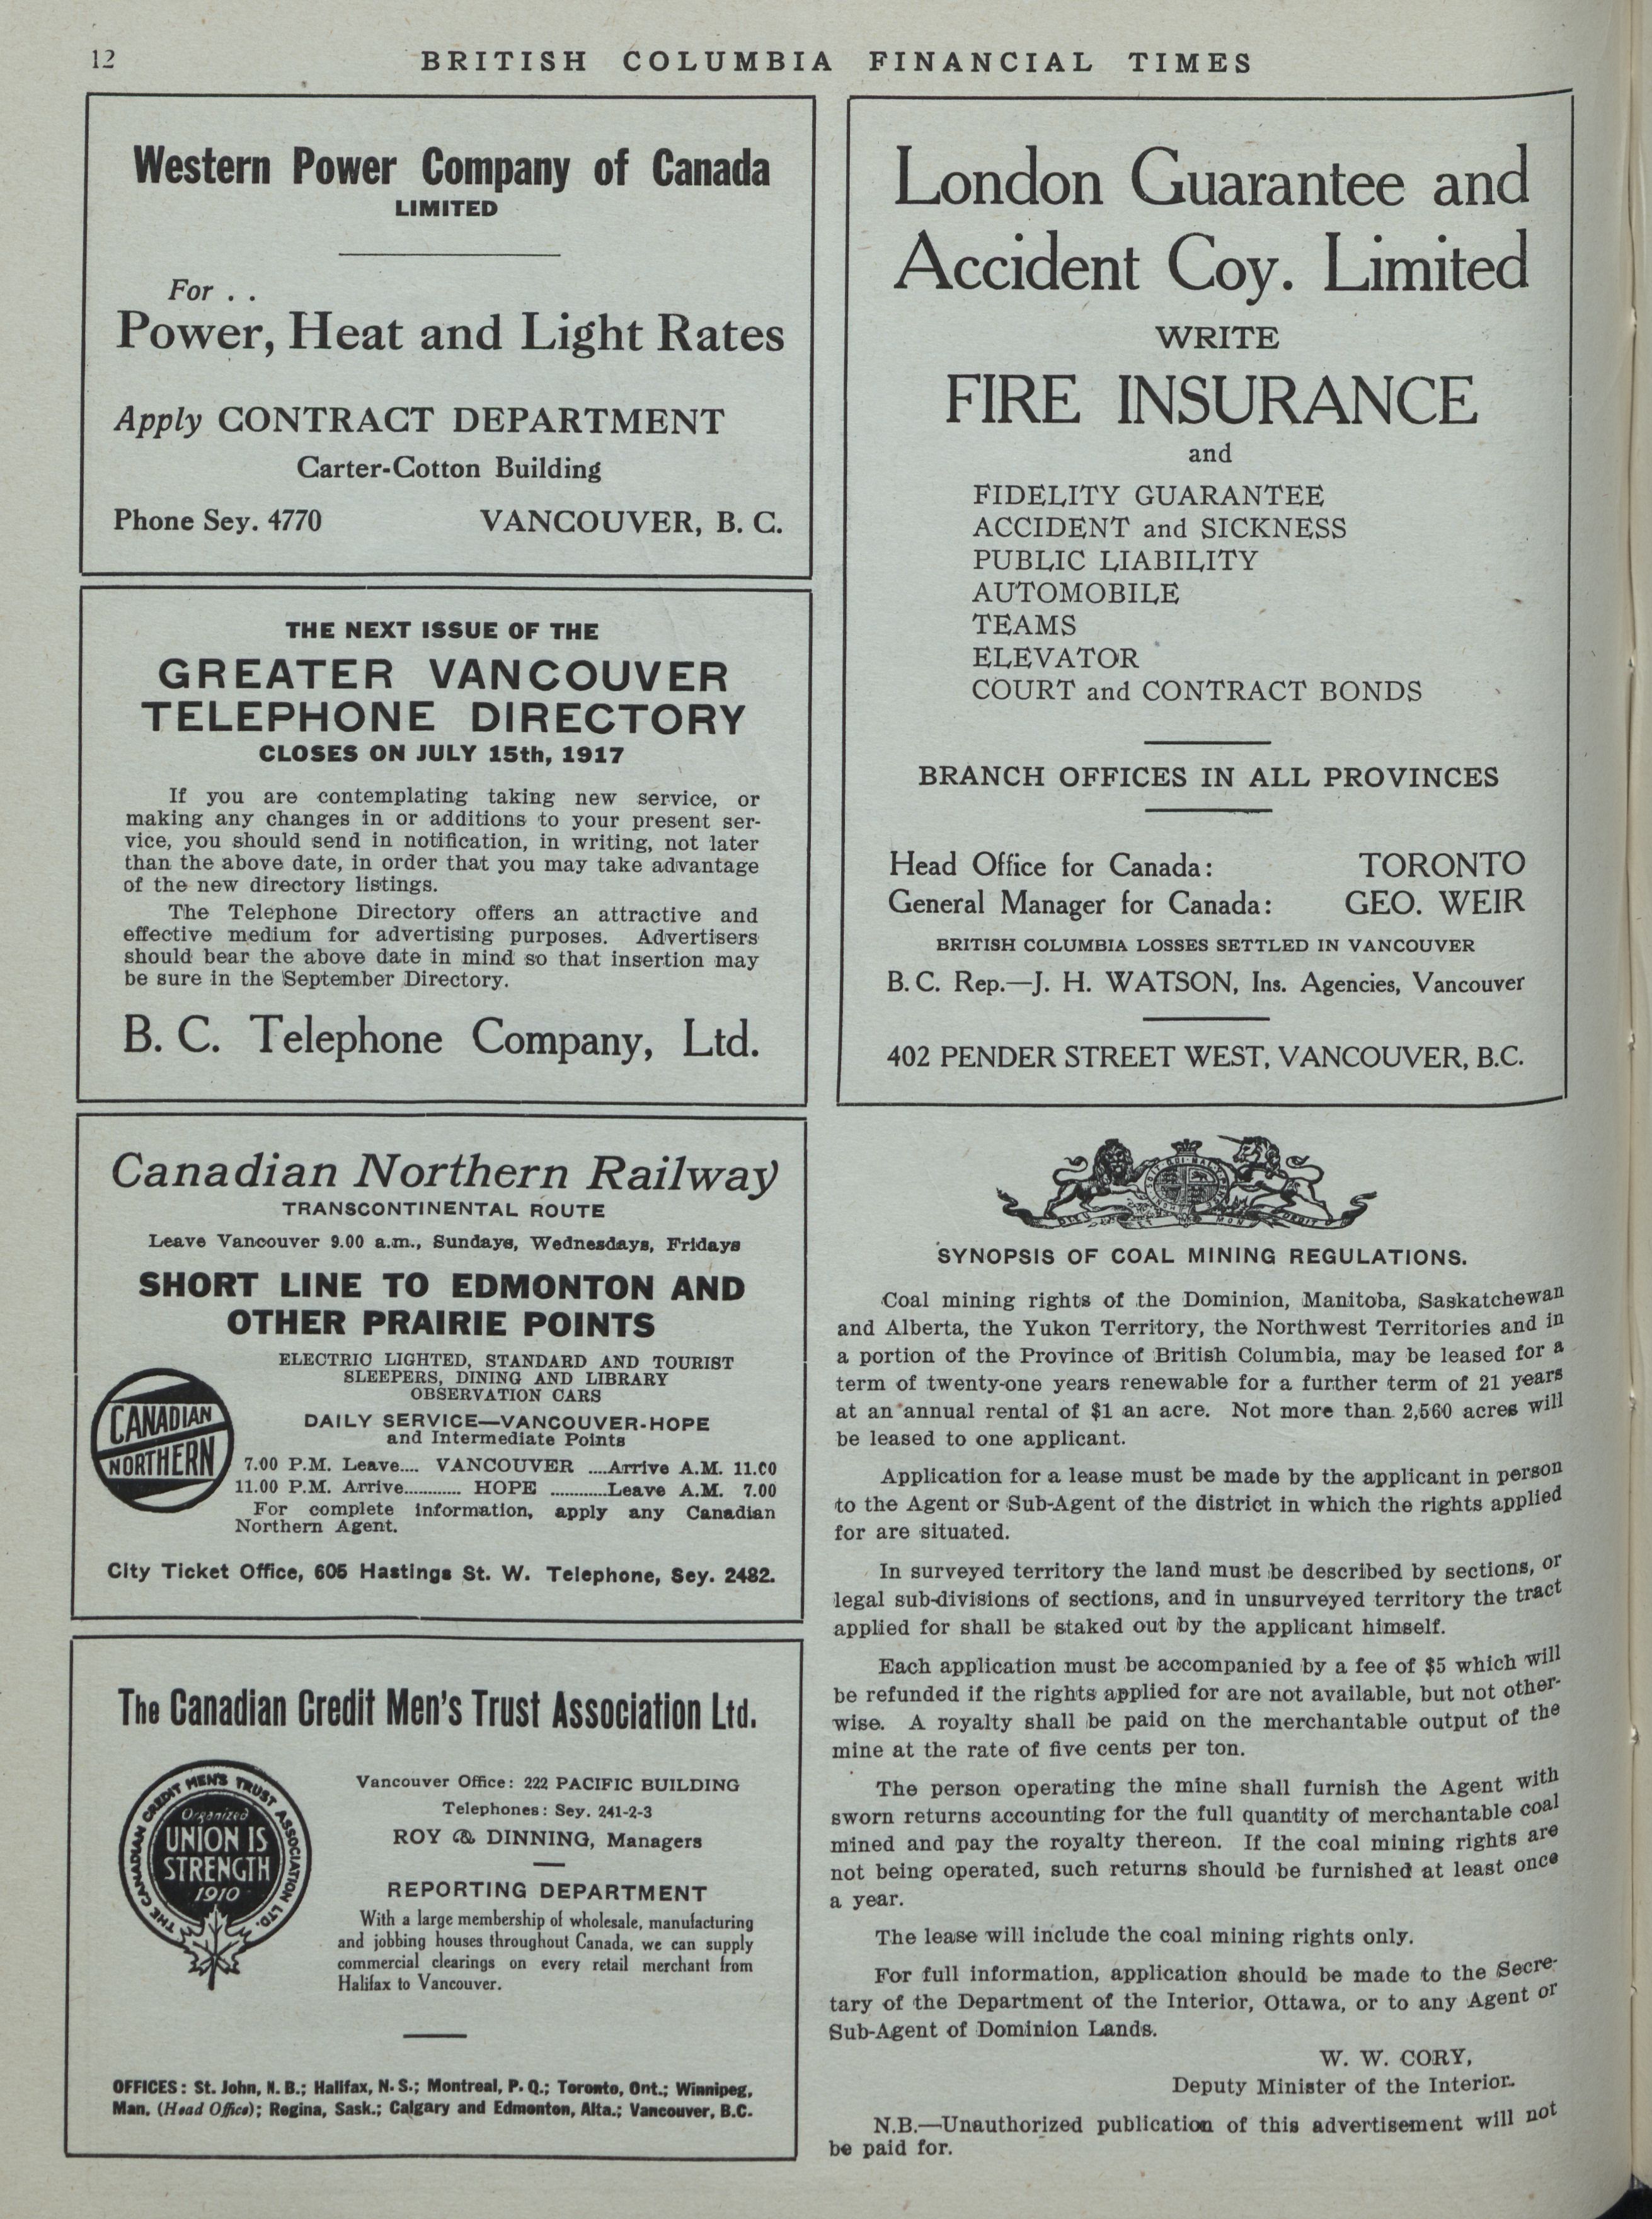 12
BRITISH COLUMBIA FINANCIAL TIMES
Western Power Company of Canada
LIMITED
For . .
Power, Heat and Light Rates
Apply CONTRACT DEPARTMENT
Carter-Cotton Building
Phone Sey. 4770 VANCOUVER, B. C.
THE NEXT ISSUE OF THE
GREATER VANCOUVER
TELEPHONE DIRECTORY
CLOSES ON JULY 15th, 1917
If you are contemplating taking new service, or
making any changes in or additions to your present ser-
vice, you should send in notification, in writing, not later
than the above date, in order that you may take advantage
of the new directory listings.
The Telephone Directory offers an attractive and
effective medium for advertising purposes. Advertisers
should bear the above date in mind so that insertion may
be sure in the September Directory.
B. C. Telephone Company, Ltd.
Canadian Northern Railway
TRANSCONTINENTAL ROUTE
Leave Vancouver 9.00 a.m., Sundays, Wednesdays, Fridays
SHORT LINE TO EDMONTON AND
OTHER PRAIRIE POINTS
ELECTRIC LIGHTED, STANDARD AND TOURIST
SLEEPERS, DINING AND LIBRARY
OBSERVATION CARS
CANADIAN
NORTHERN
DAILY SERVICE—VANCOUVER-HOPE
and Intermediate Points
7.00 P.M. Leave.... VANCOUVER ....Arrive A.M. 11.00
11.00 P.M. Arrive............ HOPE ............Leave A.M. 7.00
For complete information, apply any Canadian
Northern Agent.
City Ticket Office, 605 Hastings St. W. Telephone, Sey. 2482.
The Canadian Credit Men's Trust Association Ltd.
THE CANADIAN CREDIT MEN'S TRUST ASSOCIATION LTD.
Organized
UNION IS
STRENGTH
1910
Vancouver Office: 222 PACIFIC BUILDING
Telephones: Sey. 241-2-3
ROY & DINNING, Managers
REPORTING DEPARTMENT
With a large membership of wholesale, manufacturing
and jobbing houses throughout Canada, we can supply
commercial clearings on every retail merchant from
Halifax to Vancouver.
OFFICES: St. John, N. B.; Halifax, N. S.; Montreal, P. Q.; Toronto, Ont.; Winnipeg,
Man. (Head Office); Regina, Sask.; Calgary and Edmonton, Alta.; Vancouver, B.C.
London Guarantee and
Accident Coy. Limited
WRITE
FIRE INSURANCE
and
FIDELITY GUARANTEE
ACCIDENT and SICKNESS
PUBLIC LIABILITY
AUTOMOBILE
TEAMS
ELEVATOR
COURT and CONTRACT BONDS
BRANCH OFFICES IN ALL PROVINCES
Head Office for Canada: TORONTO
General Manager for Canada: GEO. WEIR
BRITISH COLUMBIA LOSSES SETTLED IN VANCOUVER
B. C. Rep.—J. H. WATSON, Ins. Agencies, Vancouver
402 PENDER STREET WEST, VANCOUVER, B.C.
SYNOPSIS OF COAL MINING REGULATIONS.
Coal mining rights of the Dominion, Manitoba, Saskatchewan
and Alberta, the Yukon Territory, the Northwest Territories and in
a portion of the Province of British Columbia, may be leased for a
term of twenty-one years renewable for a further term of 21 years
at an annual rental of $1 an acre. Not more than 2,560 acres will
be leased to one applicant.
Application for a lease must be made by the applicant in person
to the Agent or Sub-Agent of the district in which the rights applied
for are situated.
In surveyed territory the land must be described by sections, or
legal sub-divisions of sections, and in unsurveyed territory the tract
applied for shall be staked out by the applicant himself.
Each application must be accompanied by a fee of $5 which will
be refunded if the rights applied for are not available, but not other-
wise. A royalty shall be paid on the merchantable output of the
mine at the rate of five cents per ton.
The person operating the mine shall furnish the Agent with
sworn returns accounting for the full quantity of merchantable coal
mined and pay the royalty thereon. If the coal mining rights are
not being operated, such returns should be furnished at least once
a year.
The lease will include the coal mining rights only.
For full information, application should be made to the Secre-
tary of the Department of the Interior, Ottawa, or to any Agent or
Sub-Agent of Dominion Lands.
W. W. CORY,
Deputy Minister of the Interior.
N.B.—Unauthorized publication of this advertisement will not
be paid for.